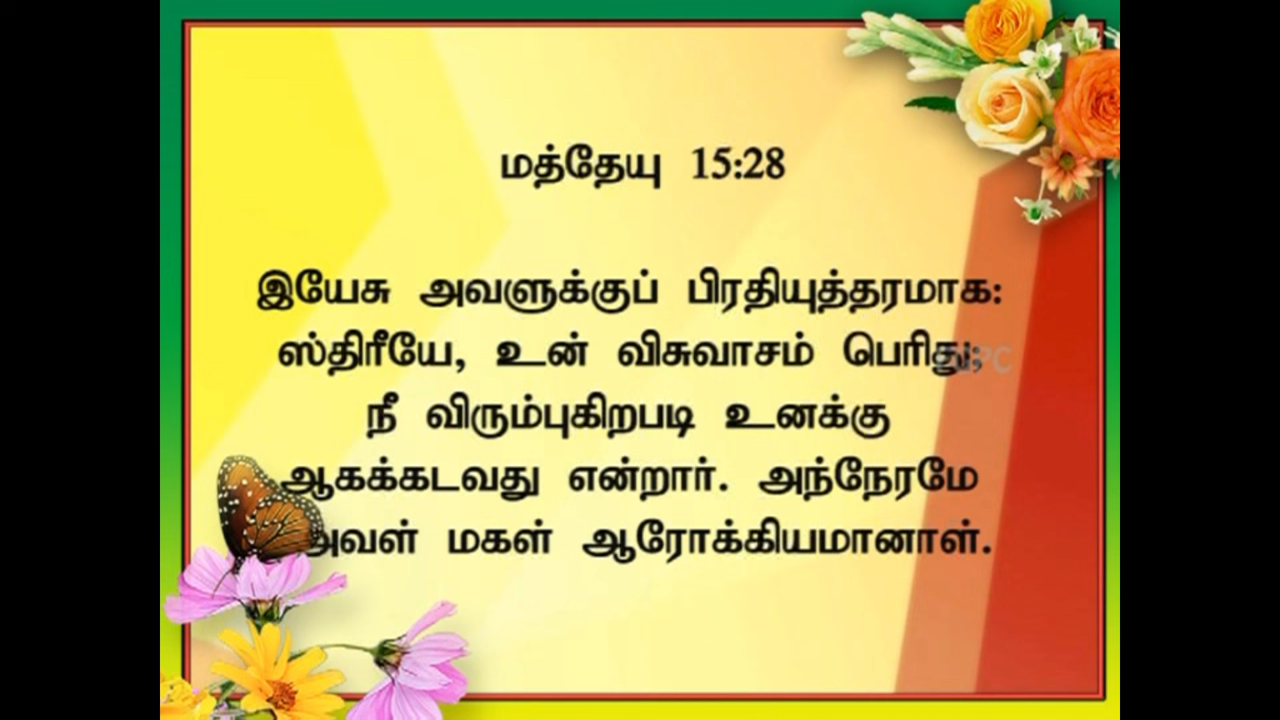 மத்தேயு 15:28
இயேசு அவளுக்குப் பிரதியுத்தரமாக:
ஸ்திரீயே, உன் விசுவாசம் பெரிது;
நீ விரும்புகிறபடி உனக்கு
ஆகக்கடவது என்றார். அந்நேரமே
அவள் மகள் ஆரோக்கியமானாள்.